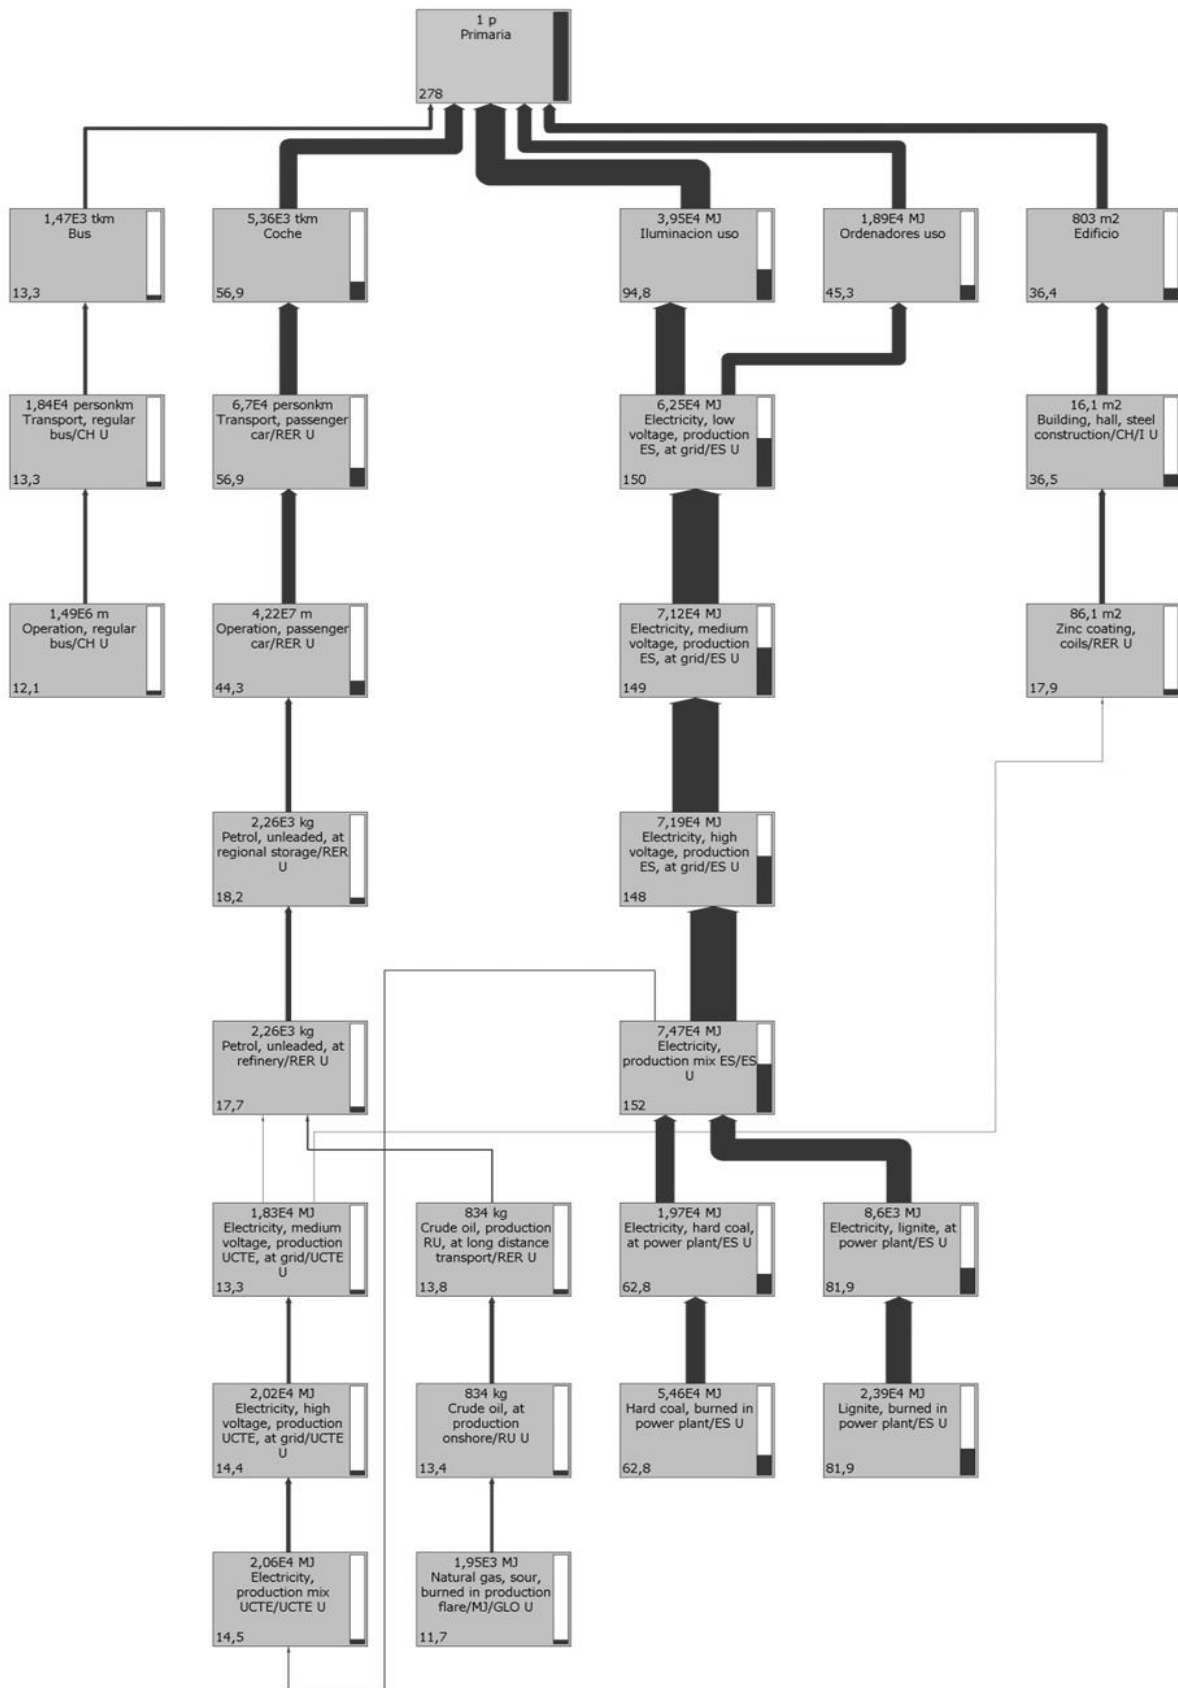 1 p
Primaria
278
1,47E3 tkm
Bus
13,3
5,36E3 tkm
Coche
56,9
3,95E4 MJ
Iluminacion uso
94,8
1,89E4 MJ
Ordenadores uso
45,3
803 m2
Edificio
36,4
1,84E4 personkm
Transport, regular
bus/CH U
13,3
6,7E4 personkm
Transport, passenger
car/RER U
56,9
6,25E4 MJ
Electricity, low
voltage, production
ES, at grid/ES U
150
16,1 m2
Building, hall, steel
construction/CH/I U
36,5
1,49E6 m
Operation, regular
bus/CH U
12,1
4,22E7 m
Operation, passenger
car/RER U
44,3
7,12E4 MJ
Electricity, medium
voltage, production
ES, at grid/ES U
149
86,1 m2
Zinc coating,
coils/RER U
17,9
2,26E3 kg
Petrol, unleaded, at
regional storage/RER
U
18,2
7,19E4 MJ
Electricity, high
voltage, production
ES, at grid/ES U
148
2,26E3 kg
Petrol, unleaded, at
refinery/RER U
17,7
7,47E4 MJ
Electricity,
production mix ES/ES
U
152
1,83E4 MJ
Electricity, medium
voltage, production
UCTE, at grid/UCTE
U
13,3
834 kg
Crude oil, production
RU, at long distance
transport/RER U
13,8
1,97E4 MJ
Electricity, hard coal,
at power plant/ES U
62,8
8,6E3 MJ
Electricity, lignite, at
power plant/ES U
81,9
2,02E4 MJ
Electricity, high
voltage, production
UCTE, at grid/UCTE
U
14,4
834 kg
Crude oil, at
production
onshore/RU U
13,4
5,46E4 MJ
Hard coal, burned in
power plant/ES U
62,8
2,39E4 MJ
Lignite, burned in
power plant/ES U
81,9
2,06E4 MJ
Electricity,
production mix
UCTE/UCTE U
14,5
1,95E3 MJ
Natural gas, sour,
burned in production
flare/MJ/GLO U
11,7